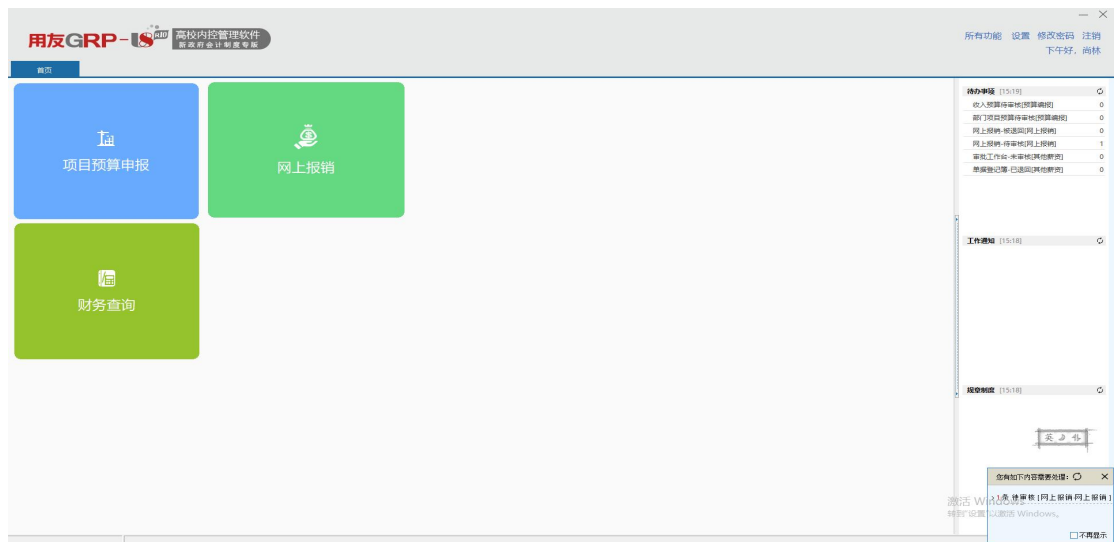 用友GRP-U8 R10 高校内控管理软件
新政府会计制度专版
所有功能 设置 修改密码 注销
下午好，尚林
首页
项目预算申报
网上报销
财务查询
待办事项 [15:19]
收入预算待审核[预算编报] 0
部门项目预算待审核[预算编报] 0
网上报销-被退回[网上报销] 0
网上报销-待审核[网上报销] 1
审批工作台-未审核[其他薪资] 0
单据登记簿-已退回[其他薪资] 0
工作通知 [15:18]
规章制度 [15:18]
英
您有如下内容需要处理：
>1条 待审核 [网上报销 网上报销]
激活 Windows
转到"设置"以激活 Windows。
不再显示